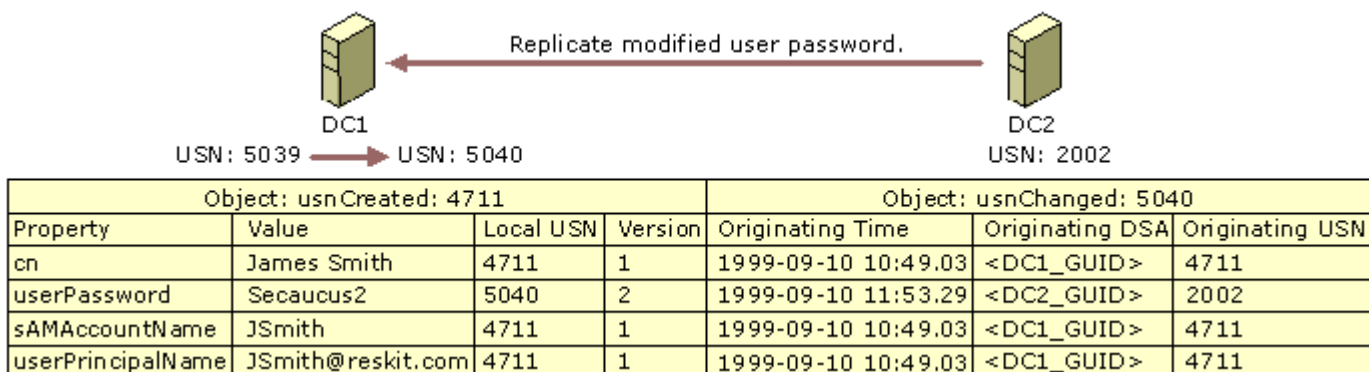 Replicate modified user password.
DC1
DC2
USN: 5039 USN: 5040
USN: 2002
Object: usnCreated: 4711 Object: usnChanged: 5040
Property Value Local USN Version Originating Time Originating DSA Originating USN
cn James Smith 4711 1 1999-09-10 10:49.03 <DC1_GUID> 4711
userPassword Secaucus2 5040 2 1999-09-10 11:53.29 <DC2_GUID> 2002
sAMAccountName JSmith 4711 1 1999-09-10 10:49.03 <DC1_GUID> 4711
userPrincipalName JSmith@reskit.com 4711 1 1999-09-10 10:49.03 <DC1_GUID> 4711